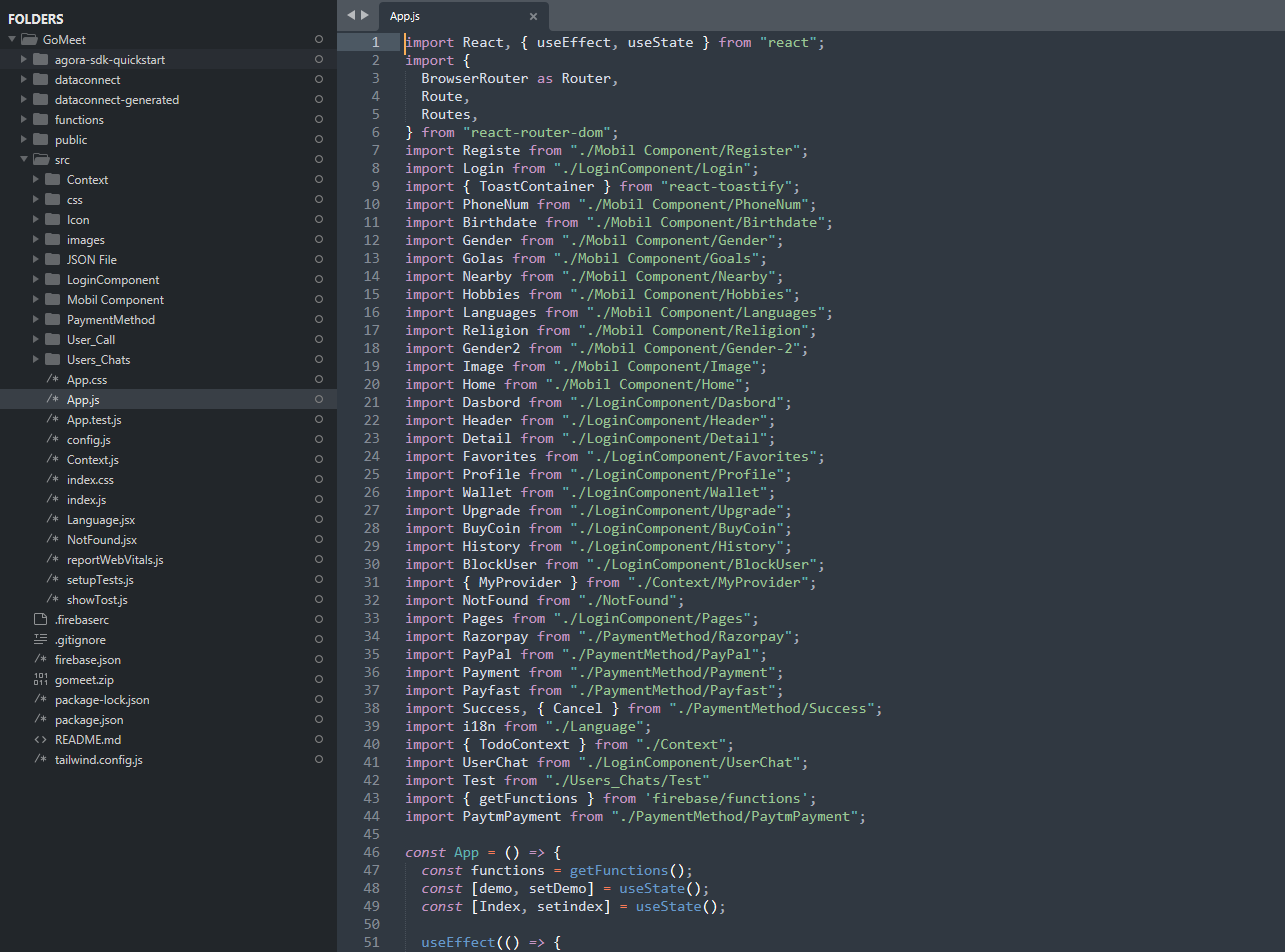 FOLDERS
GoMeet
agora-sdk-quickstart
dataconnect
dataconnect-generated
functions
public
src
Context
css
Icon
images
JSON File
LoginComponent
Mobil Component
PaymentMethod
User_Call
Users_Chats
/* App.css
/* App.js
/* App.test.js
/* config.js
/* Context.js
/* index.css
/* index.js
/* Language.jsx
/* NotFound.jsx
/* reportWebVitals.js
/* setupTests.js
/* showTost.js
.firebaserc
.gitignore
/* firebase.json
gomeet.zip
/* package-lock.json
/* package.json
<> README.md
/* tailwind.config.js
App.js ×
1 import React, { useEffect, useState } from "react";
2 import {
3   BrowserRouter as Router,
4   Route,
5   Routes,
6 } from "react-router-dom";
7 import Registe from "./Mobil Component/Register";
8 import Login from "./LoginComponent/Login";
9 import { ToastContainer } from "react-toastify";
10 import PhoneNum from "./Mobil Component/PhoneNum";
11 import Birthdate from "./Mobil Component/Birthdate";
12 import Gender from "./Mobil Component/Gender";
13 import Golas from "./Mobil Component/Goals";
14 import Nearby from "./Mobil Component/Nearby";
15 import Hobbies from "./Mobil Component/Hobbies";
16 import Languages from "./Mobil Component/Languages";
17 import Religion from "./Mobil Component/Religion";
18 import Gender2 from "./Mobil Component/Gender-2";
19 import Image from "./Mobil Component/Image";
20 import Home from "./Mobil Component/Home";
21 import Dasbord from "./LoginComponent/Dasbord";
22 import Header from "./LoginComponent/Header";
23 import Detail from "./LoginComponent/Detail";
24 import Favorites from "./LoginComponent/Favorites";
25 import Profile from "./LoginComponent/Profile";
26 import Wallet from "./LoginComponent/Wallet";
27 import Upgrade from "./LoginComponent/Upgrade";
28 import BuyCoin from "./LoginComponent/BuyCoin";
29 import History from "./LoginComponent/History";
30 import BlockUser from "./LoginComponent/BlockUser";
31 import { MyProvider } from "./Context/MyProvider";
32 import NotFound from "./NotFound";
33 import Pages from "./LoginComponent/Pages";
34 import Razorpay from "./PaymentMethod/Razorpay";
35 import PayPal from "./PaymentMethod/PayPal";
36 import Payment from "./PaymentMethod/Payment";
37 import Payfast from "./PaymentMethod/Payfast";
38 import Success, { Cancel } from "./PaymentMethod/Success";
39 import i18n from "./Language";
40 import { TodoContext } from "./Context";
41 import UserChat from "./LoginComponent/UserChat";
42 import Test from "./Users_Chats/Test"
43 import { getFunctions } from 'firebase/functions';
44 import PaytmPayment from "./PaymentMethod/PaytmPayment";
45
46 const App = () => {
47   const functions = getFunctions();
48   const [demo, setDemo] = useState();
49   const [Index, setindex] = useState();
50
51   useEffect(() => {